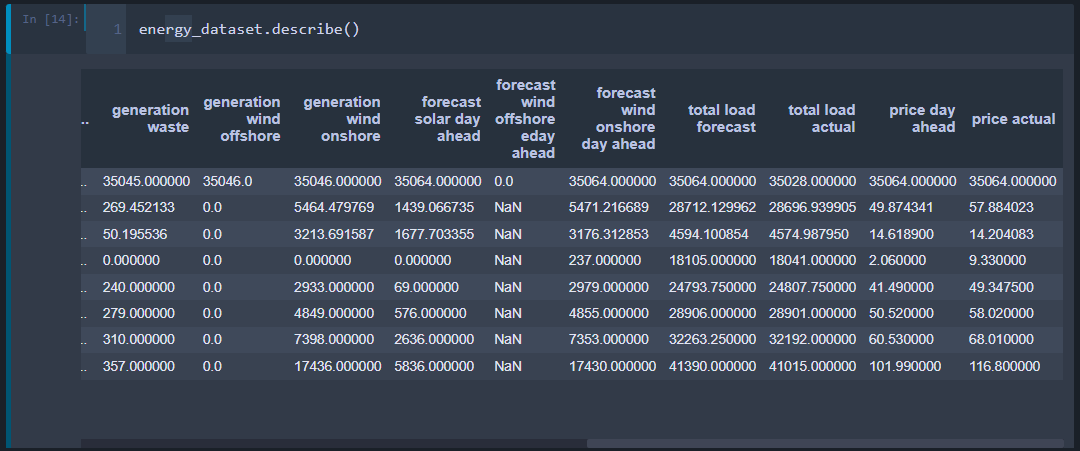 In [14]:
1 energy_dataset.describe()
.. generation waste generation wind offshore generation wind onshore forecast solar day ahead forecast wind offshore eday ahead forecast wind onshore day ahead total load forecast total load actual price day ahead price actual
.. 35045.000000 35046.0 35046.000000 35064.000000 0.0 35064.000000 35064.000000 35028.000000 35064.000000 35064.000000
.. 269.452133 0.0 5464.479769 1439.066735 NaN 5471.216689 28712.129962 28696.939905 49.874341 57.884023
.. 50.195536 0.0 3213.691587 1677.703355 NaN 3176.312853 4594.100854 4574.987950 14.618900 14.204083
.. 0.000000 0.0 0.000000 0.000000 NaN 237.000000 18105.000000 18041.000000 2.060000 9.330000
.. 240.000000 0.0 2933.000000 69.000000 NaN 2979.000000 24793.750000 24807.750000 41.490000 49.347500
.. 279.000000 0.0 4849.000000 576.000000 NaN 4855.000000 28906.000000 28901.000000 50.520000 58.020000
.. 310.000000 0.0 7398.000000 2636.000000 NaN 7353.000000 32263.250000 32192.000000 60.530000 68.010000
.. 357.000000 0.0 17436.000000 5836.000000 NaN 17430.000000 41390.000000 41015.000000 101.990000 116.800000